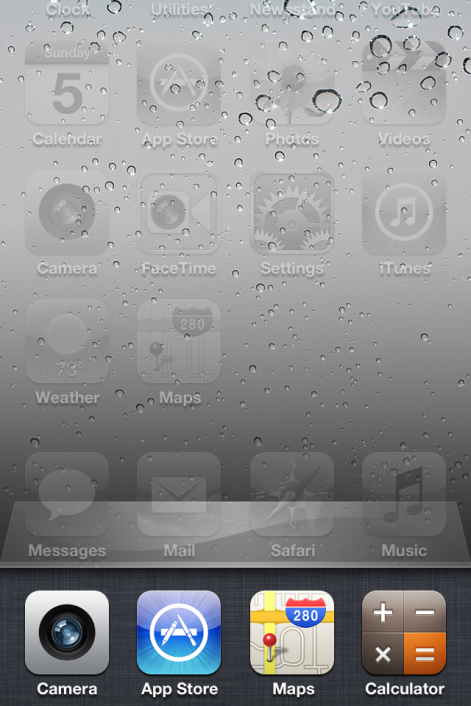 Clock Utilities Newsstand YouTube
Sunday
5
Calendar App Store Photos Videos
Camera FaceTime Settings iTunes
280
73°
Weather Maps
Messages Mail Safari Music
280
Camera App Store Maps Calculator